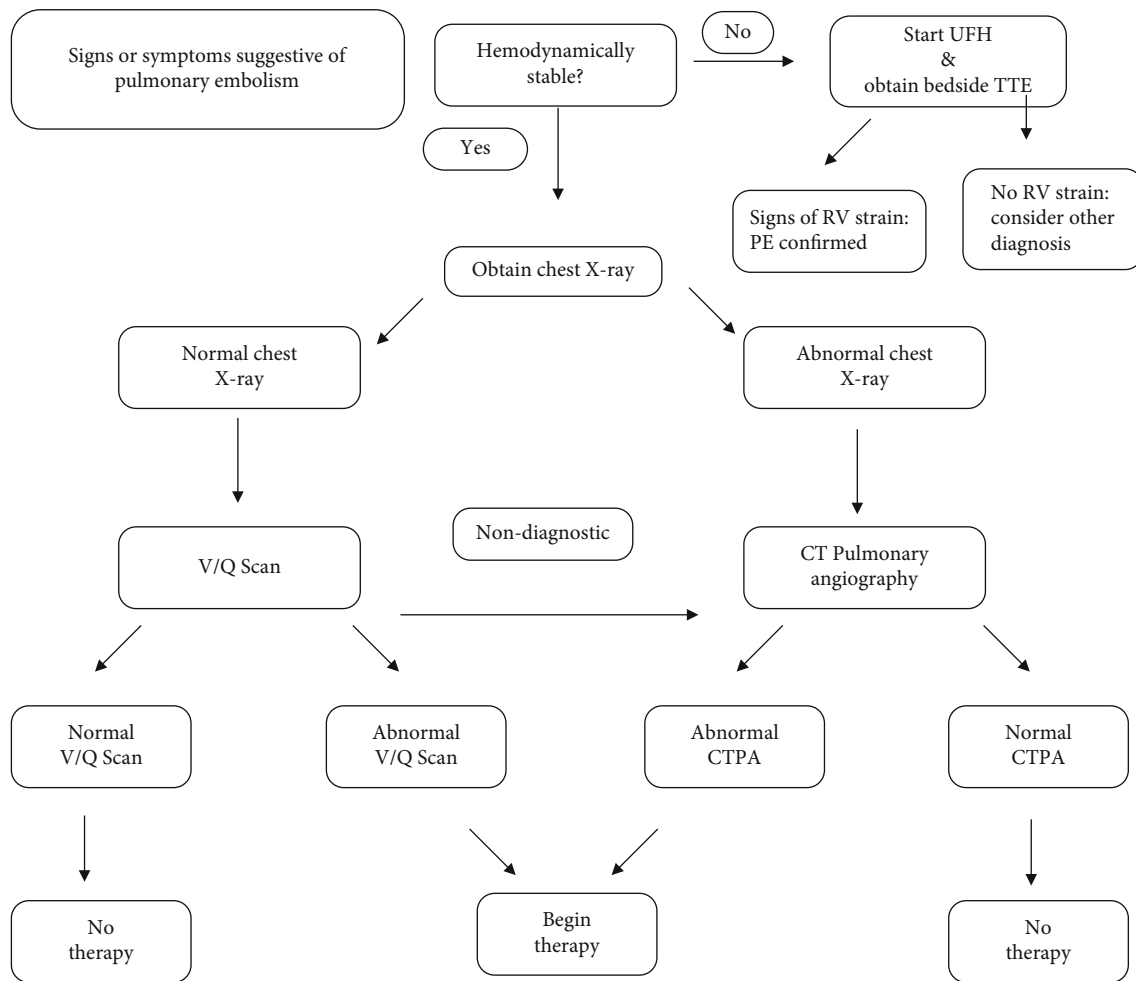 Signs or symptoms suggestive of
pulmonary embolism
Hemodynamically
stable?
No
Start UFH
&
obtain bedside TTE
Yes
Signs of RV strain:
PE confirmed
No RV strain:
consider other
diagnosis
Obtain chest X-ray
Normal chest
X-ray
Abnormal chest
X-ray
V/Q Scan
Non-diagnostic
CT Pulmonary
angiography
Normal
V/Q Scan
Abnormal
V/Q Scan
Abnormal
CTPA
Normal
CTPA
No
therapy
Begin
therapy
No
therapy